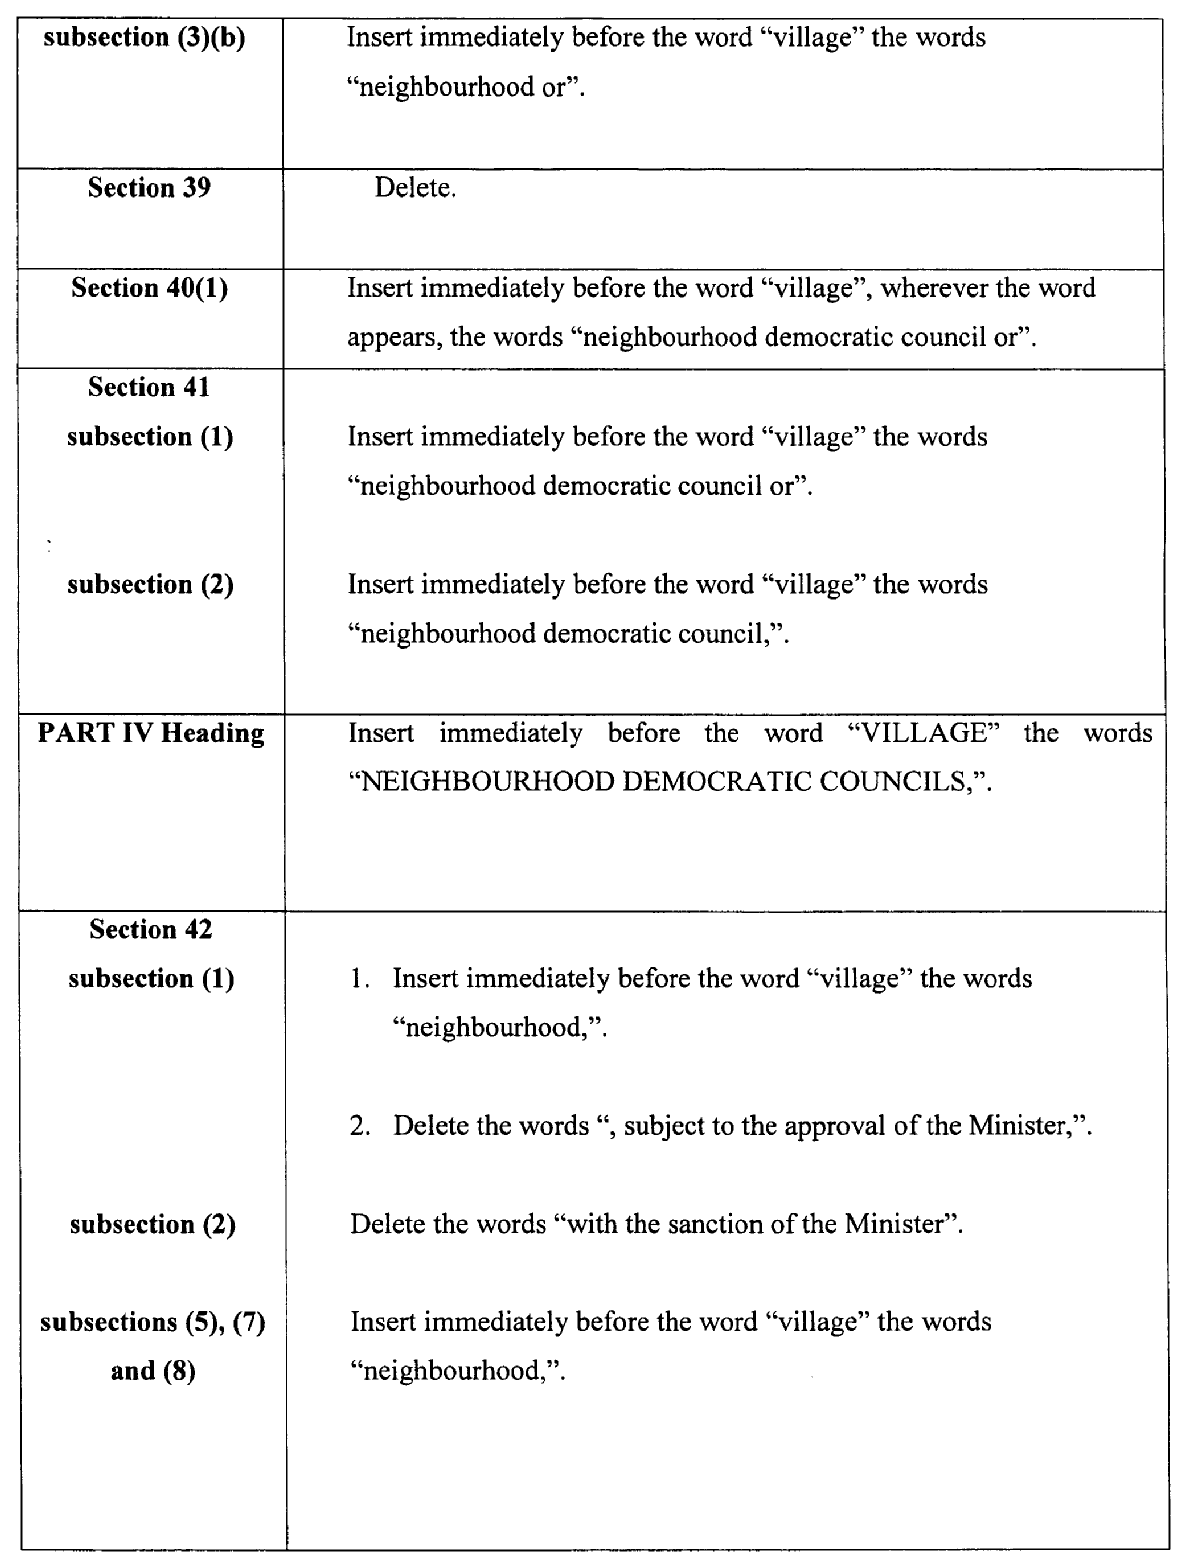 subsection (3)(b) Insert immediately before the word “village” the words
“neighbourhood or”.
Section 39 Delete.
Section 40(1) Insert immediately before the word “village”, wherever the word
appears, the words “neighbourhood democratic council or”.
Section 41
subsection (1) Insert immediately before the word “village” the words
“neighbourhood democratic council or”.
subsection (2) Insert immediately before the word “village” the words
“neighbourhood democratic council,”.
PART IV Heading Insert immediately before the word “VILLAGE” the words
“NEIGHBOURHOOD DEMOCRATIC COUNCILS,”.
Section 42
subsection (1) 1. Insert immediately before the word “village” the words
“neighbourhood,”.
2. Delete the words “, subject to the approval of the Minister,”.
subsection (2) Delete the words “with the sanction of the Minister”.
subsections (5), (7) Insert immediately before the word “village” the words
and (8) “neighbourhood,”.